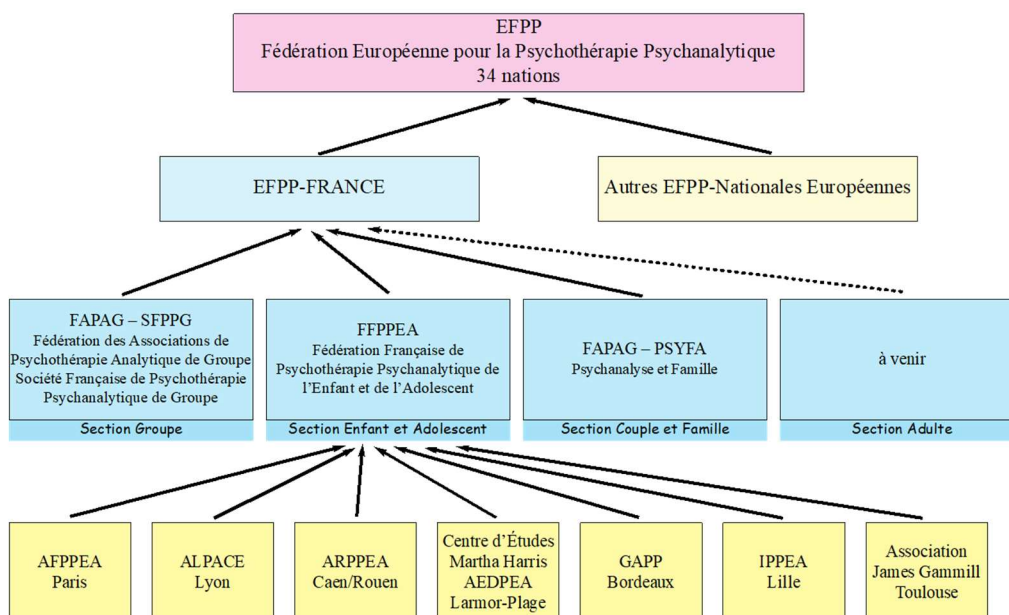 EFPP
Fédération Européenne pour la Psychothérapie Psychanalytique
34 nations
EFPP-FRANCE
Autres EFPP-Nationales Européennes
FAPAG – SFPPG
Fédération des Associations de
Psychothérapie Analytique de Groupe
Société Française de Psychothérapie
Psychanalytique de Groupe
Section Groupe
FFPPEA
Fédération Française de
Psychothérapie Psychanalytique de
l’Enfant et de l’Adolescent
Section Enfant et Adolescent
FAPAG – PSYFA
Psychanalyse et Famille
Section Couple et Famille
à venir
Section Adulte
AFPPEA
Paris
ALPACE
Lyon
ARPPEA
Caen/Rouen
Centre d’Études
Martha Harris
AEDPEA
Larmor-Plage
GAPP
Bordeaux
IPPEA
Lille
Association
James Gammill
Toulouse